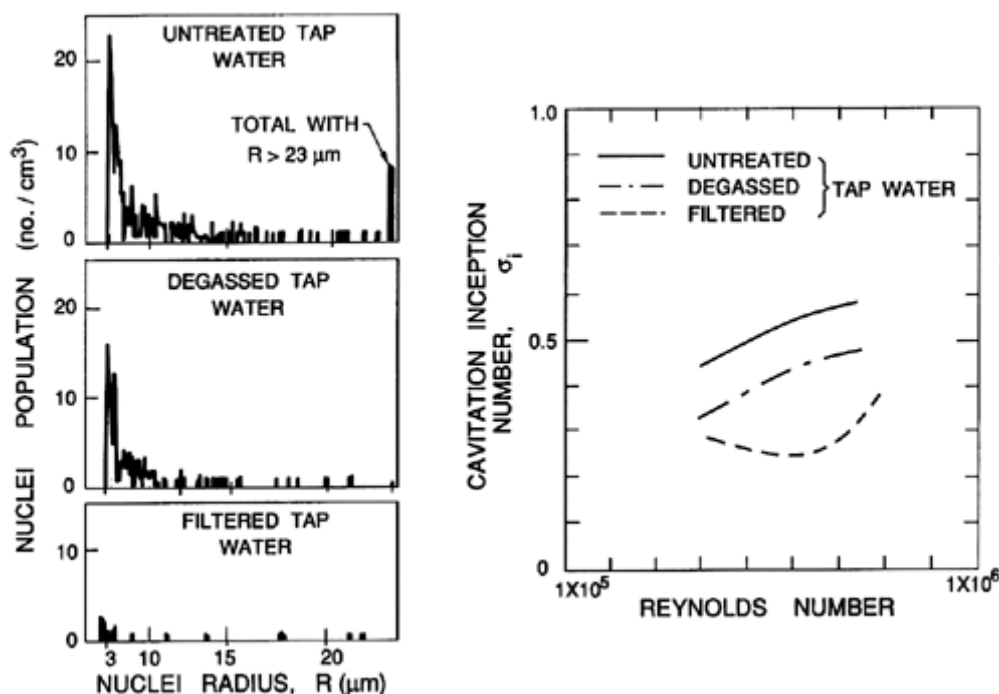 UNTREATED TAP
WATER
20
10
0
TOTAL WITH
R > 23 μm
DEGASSED TAP
WATER
20
10
0
FILTERED TAP
WATER
10
0
3 10 15 20
NUCLEI RADIUS, R (μm)
NUCLEI POPULATION (no. / cm³)
1.0
0.5
0
UNTREATED
DEGASSED
FILTERED
TAP WATER
CAVITATION INCEPTION
NUMBER, σi
1X10⁵ 1X10⁶
REYNOLDS NUMBER